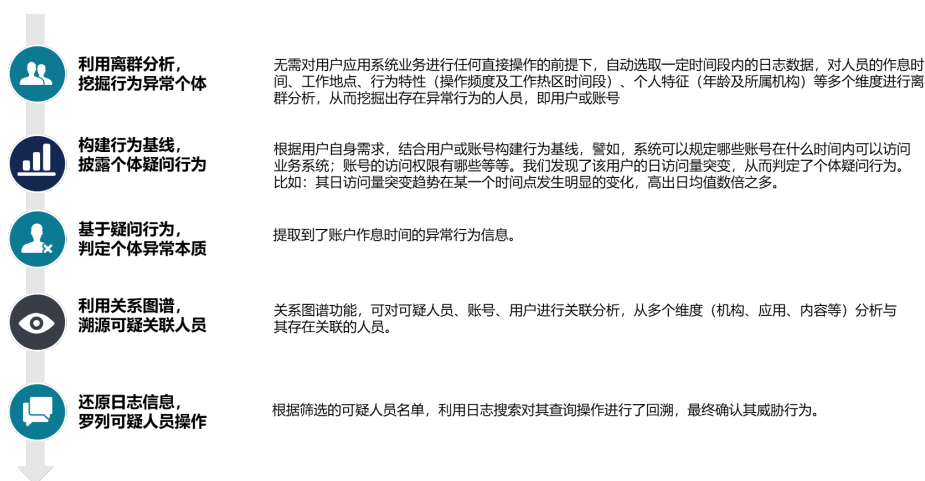 利用离群分析，
挖掘行为异常个体
无需对用户应用系统业务进行任何直接操作的前提下，自动选取一定时间段内的日志数据，对人员的作息时
间、工作地点、行为特性（操作频度及工作热区时间段）、个人特征（年龄及所属机构）等多个维度进行离
群分析，从而挖掘出存在异常行为的人员，即用户或账号
构建行为基线，
披露个体疑问行为
根据用户自身需求，结合用户或账号构建行为基线，譬如，系统可以规定哪些账号在什么时间内可以访问
业务系统；账号的访问权限有哪些等等。我们发现了该用户的日访问量突变，从而判定了个体疑问行为。
比如：其日访问量突变趋势在某一个时间点发生明显的变化，高出日均值数倍之多。
基于疑问行为，
判定个体异常本质
提取到了账户作息时间的异常行为信息。
利用关系图谱，
溯源可疑关联人员
关系图谱功能，可对可疑人员、账号、用户进行关联分析，从多个维度（机构、应用、内容等）分析与
其存在关联的人员。
还原日志信息，
罗列可疑人员操作
根据筛选的可疑人员名单，利用日志搜索对其查询操作进行了回溯，最终确认其威胁行为。